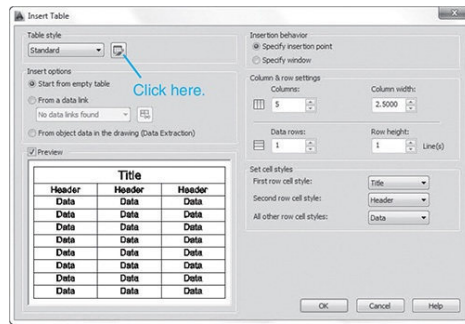 Insert Table
Table style
Standard
Click here.
Insert options
Start from empty table
From a data link
No data links found
From object data in the drawing (Data Extraction)
Preview
Title
Header Header Header
Data Data Data
Data Data Data
Data Data Data
Data Data Data
Data Data Data
Data Data Data
Data Data Data
Data Data Data
Insertion behavior
Specify insertion point
Specify window
Column & row settings
Columns: Column width:
5 2.5000
Data rows: Row height:
1 1 Line(s)
Set cell styles
First row cell style: Title
Second row cell style: Header
All other row cell styles: Data
OK Cancel Help